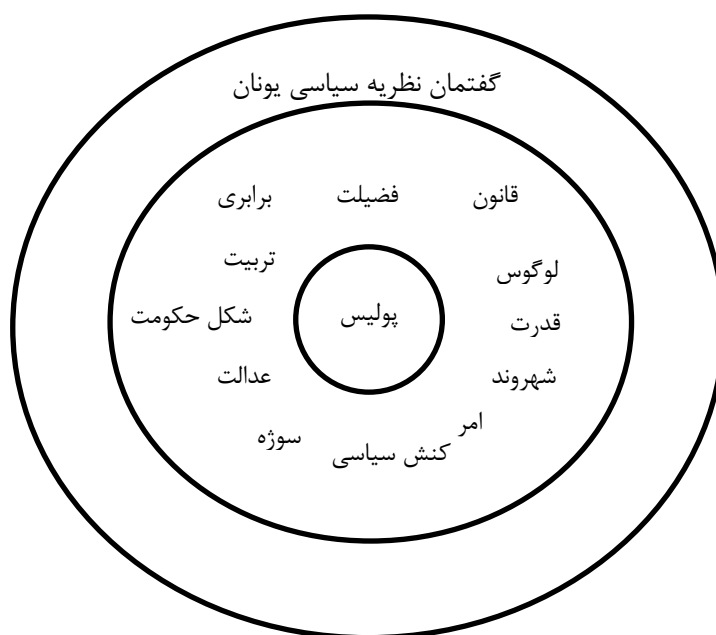 گفتمان نظریه سیاسی یونان
قانون
فضیلت
برابری
لوگوس
تربیت
پولیس
قدرت
شکل حکومت
شهروند
عدالت
امر
کنش سیاسی
سوژه